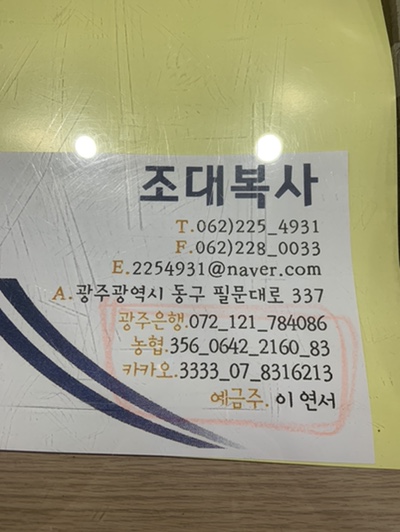 조대복사
T.062)225_4931
F.062)228_0033
E.2254931@naver.com
A.광주광역시 동구 필문대로 337
광주은행.072_121_784086
농협.356_0642_2160_83
카카오.3333_07_8316213
예금주. 이 연서